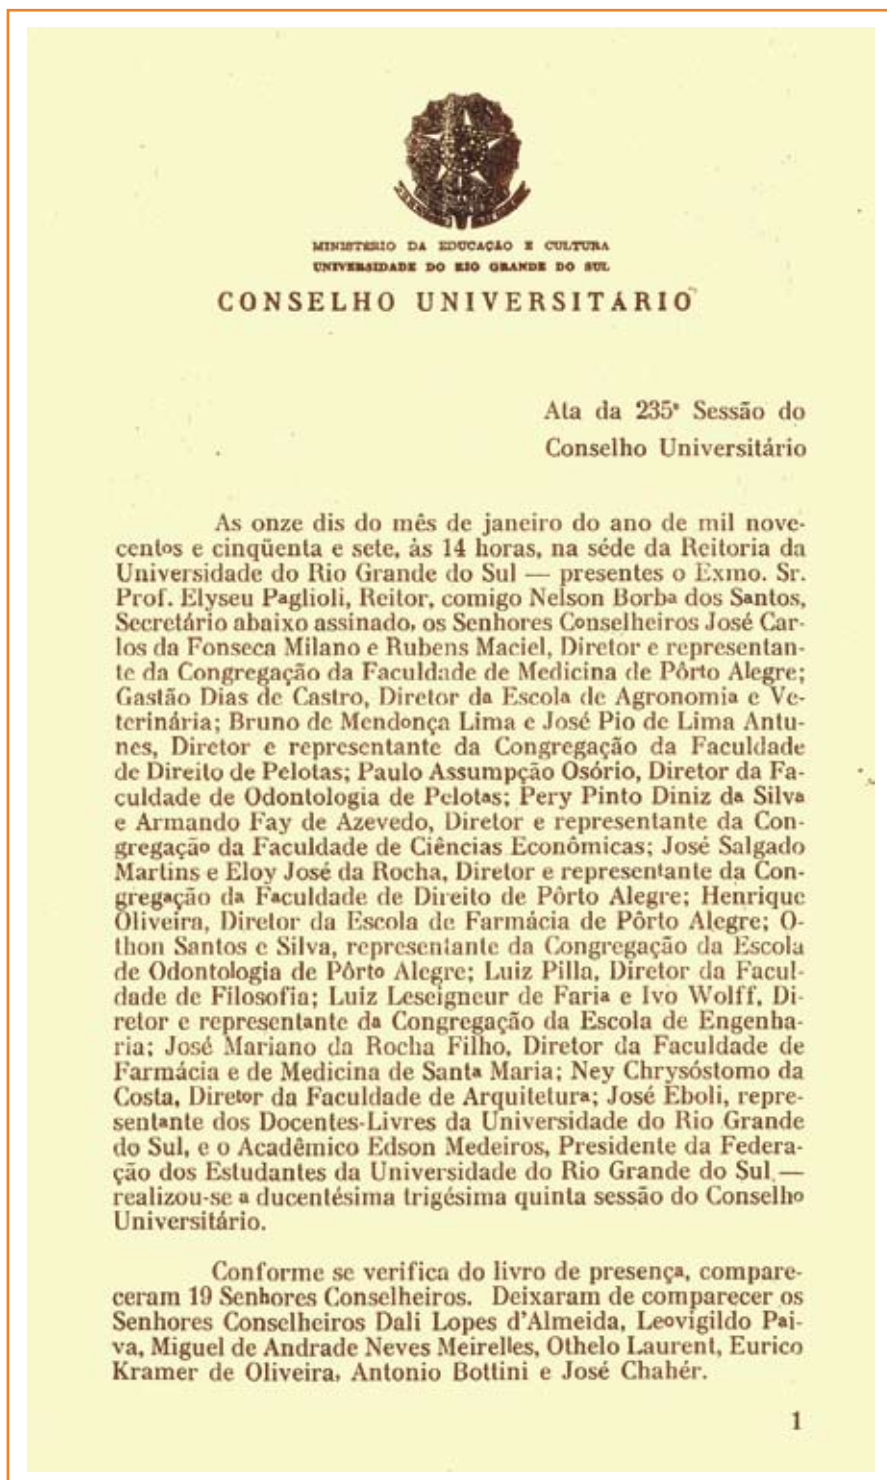 MINISTÉRIO DA EDUCAÇÃO E CULTURA
UNIVERSIDADE DO RIO GRANDE DO SUL
CONSELHO UNIVERSITÁRIO
Ata da 235ª Sessão do
Conselho Universitário
As onze dis do mês de janeiro do ano de mil nove-
centos e cinqüenta e sete, às 14 horas, na séde da Reitoria da
Universidade do Rio Grande do Sul — presentes o Exmo. Sr.
Prof. Elyseu Paglioli, Reitor, comigo Nelson Borba dos Santos,
Secretário abaixo assinado, os Senhores Conselheiros José Car-
los da Fonseca Milano e Rubens Maciel, Diretor e representan-
te da Congregação da Faculdade de Medicina de Pôrto Alegre;
Gastão Dias de Castro, Diretor da Escola de Agronomia e Ve-
terinária; Bruno de Mendonça Lima e José Pio de Lima Antu-
nes, Diretor e representante da Congregação da Faculdade
de Direito de Pelotas; Paulo Assumpção Osório, Diretor da Fa-
culdade de Odontologia de Pelotas; Pery Pinto Diniz da Silva
e Armando Fay de Azevedo, Diretor e representante da Con-
gregação da Faculdade de Ciências Econômicas; José Salgado
Martins e Eloy José da Rocha, Diretor e representante da Con-
gregação da Faculdade de Direito de Pôrto Alegre; Henrique
Oliveira, Diretor da Escola de Farmácia de Pôrto Alegre; O-
thon Santos e Silva, representante da Congregação da Escola
de Odontologia de Pôrto Alegre; Luiz Pilla, Diretor da Facul-
dade de Filosofia; Luiz Leseigneur de Faria e Ivo Wolff, Di-
retor e representante da Congregação da Escola de Engenha-
ria; José Mariano da Rocha Filho, Diretor da Faculdade de
Farmácia e de Medicina de Santa Maria; Ney Chrysóstomo da
Costa, Diretor da Faculdade de Arquitetura; José Eboli, repre-
sentante dos Docentes-Livres da Universidade do Rio Grande
do Sul, e o Acadêmico Edson Medeiros, Presidente da Federa-
ção dos Estudantes da Universidade do Rio Grande do Sul, —
realizou-se a ducentésima trigésima quinta sessão do Conselho
Universitário.
Conforme se verifica do livro de presença, compare-
ceram 19 Senhores Conselheiros. Deixaram de comparecer os
Senhores Conselheiros Dali Lopes d'Almeida, Leovigildo Pai-
va, Miguel de Andrade Neves Meirelles, Othelo Laurent, Eurico
Kramer de Oliveira, Antonio Bottini e José Chahér.
1